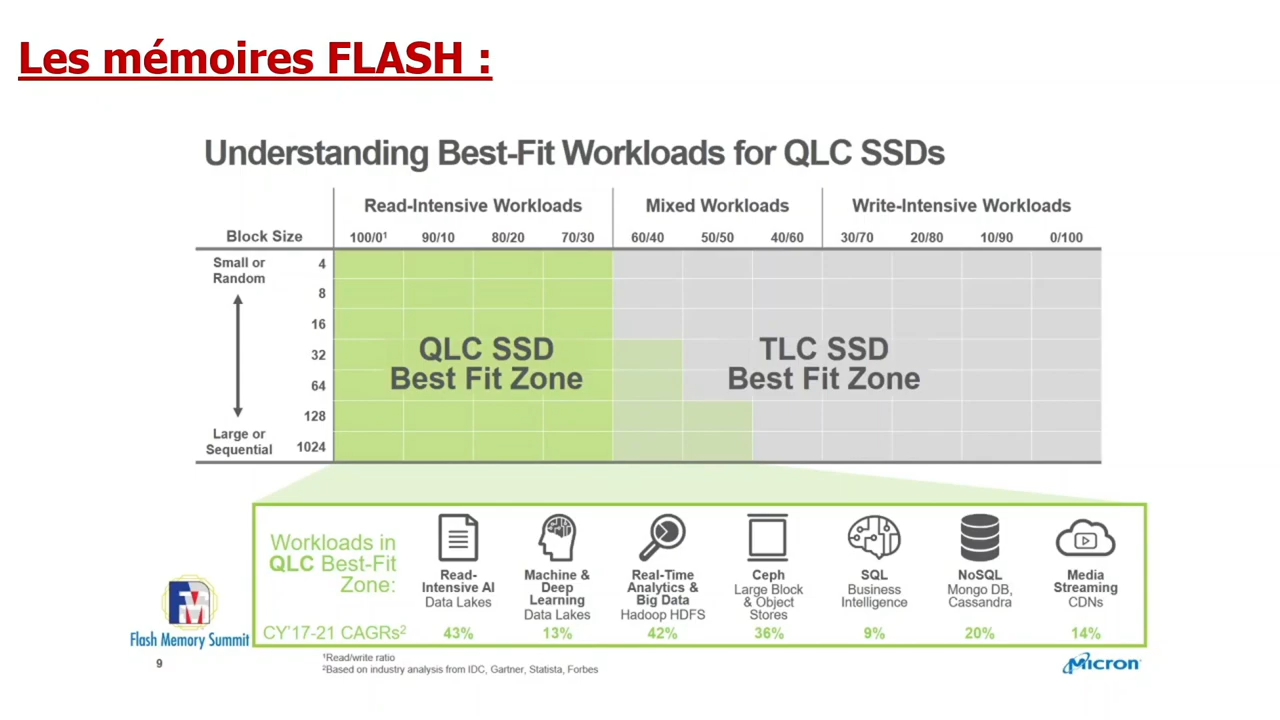 Les mémoires FLASH :
Understanding Best-Fit Workloads for QLC SSDs
Read-Intensive Workloads Mixed Workloads Write-Intensive Workloads
Block Size 100/0¹ 90/10 80/20 70/30 60/40 50/50 40/60 30/70 20/80 10/90 0/100
Small or
Random
4
8
16
32
64
128
1024
Large or
Sequential
QLC SSD
Best Fit Zone
TLC SSD
Best Fit Zone
Workloads in
QLC Best-Fit
Zone:
Read-
Intensive AI
Data Lakes
Machine &
Deep
Learning
Data Lakes
Real-Time
Analytics &
Big Data
Hadoop HDFS
Ceph
Large Block
& Object
Stores
SQL
Business
Intelligence
NoSQL
Mongo DB,
Cassandra
Media
Streaming
CDNs
CY'17-21 CAGRs² 43% 13% 42% 36% 9% 20% 14%
FM
Flash Memory Summit
9
¹Read/write ratio
²Based on industry analysis from IDC, Gartner, Statista, Forbes
Micron